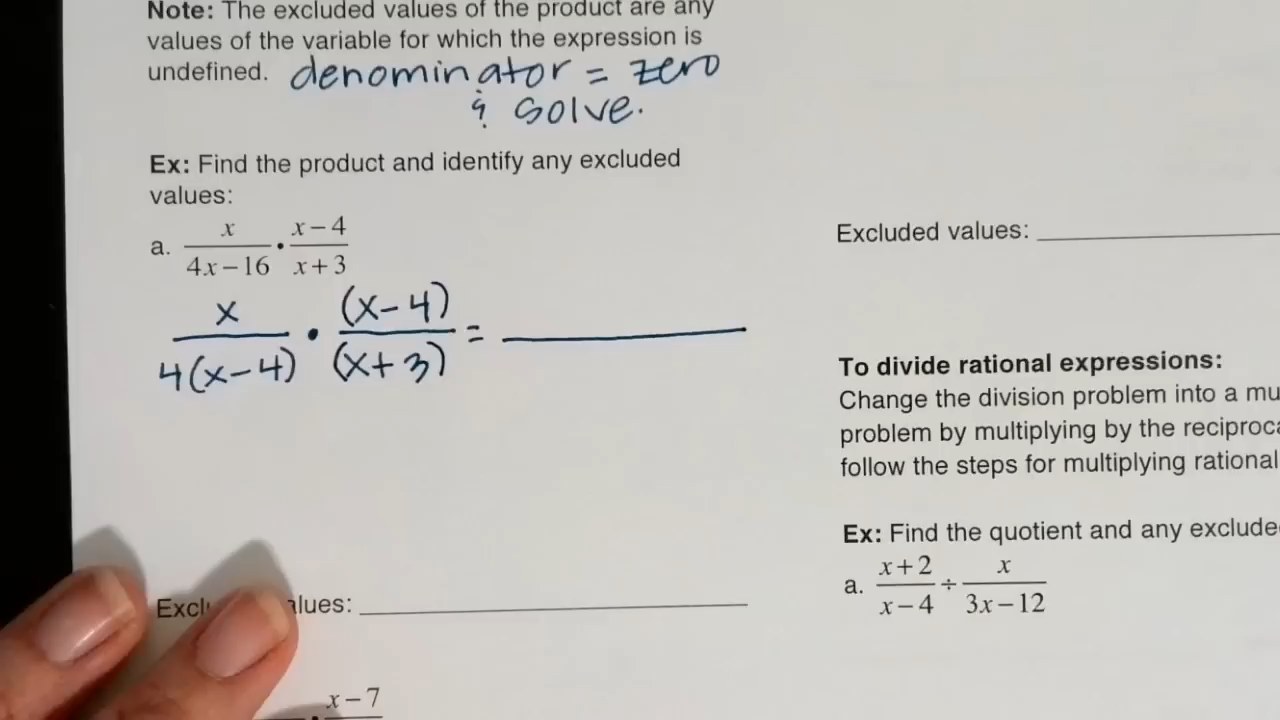 Note: The excluded values of the product are any
values of the variable for which the expression is
undefined. denominator = zero
& solve.
Ex: Find the product and identify any excluded
values:
a. x/(4x-16) · (x-4)/(x+3)
x/4(x-4) · (x-4)/(x+3) =
Excluded values:
x-7
Excluded values:
To divide rational expressions:
Change the division problem into a mu
problem by multiplying by the reciproca
follow the steps for multiplying rational
Ex: Find the quotient and any exclude
a. (x+2)/(x-4) ÷ x/(3x-12)